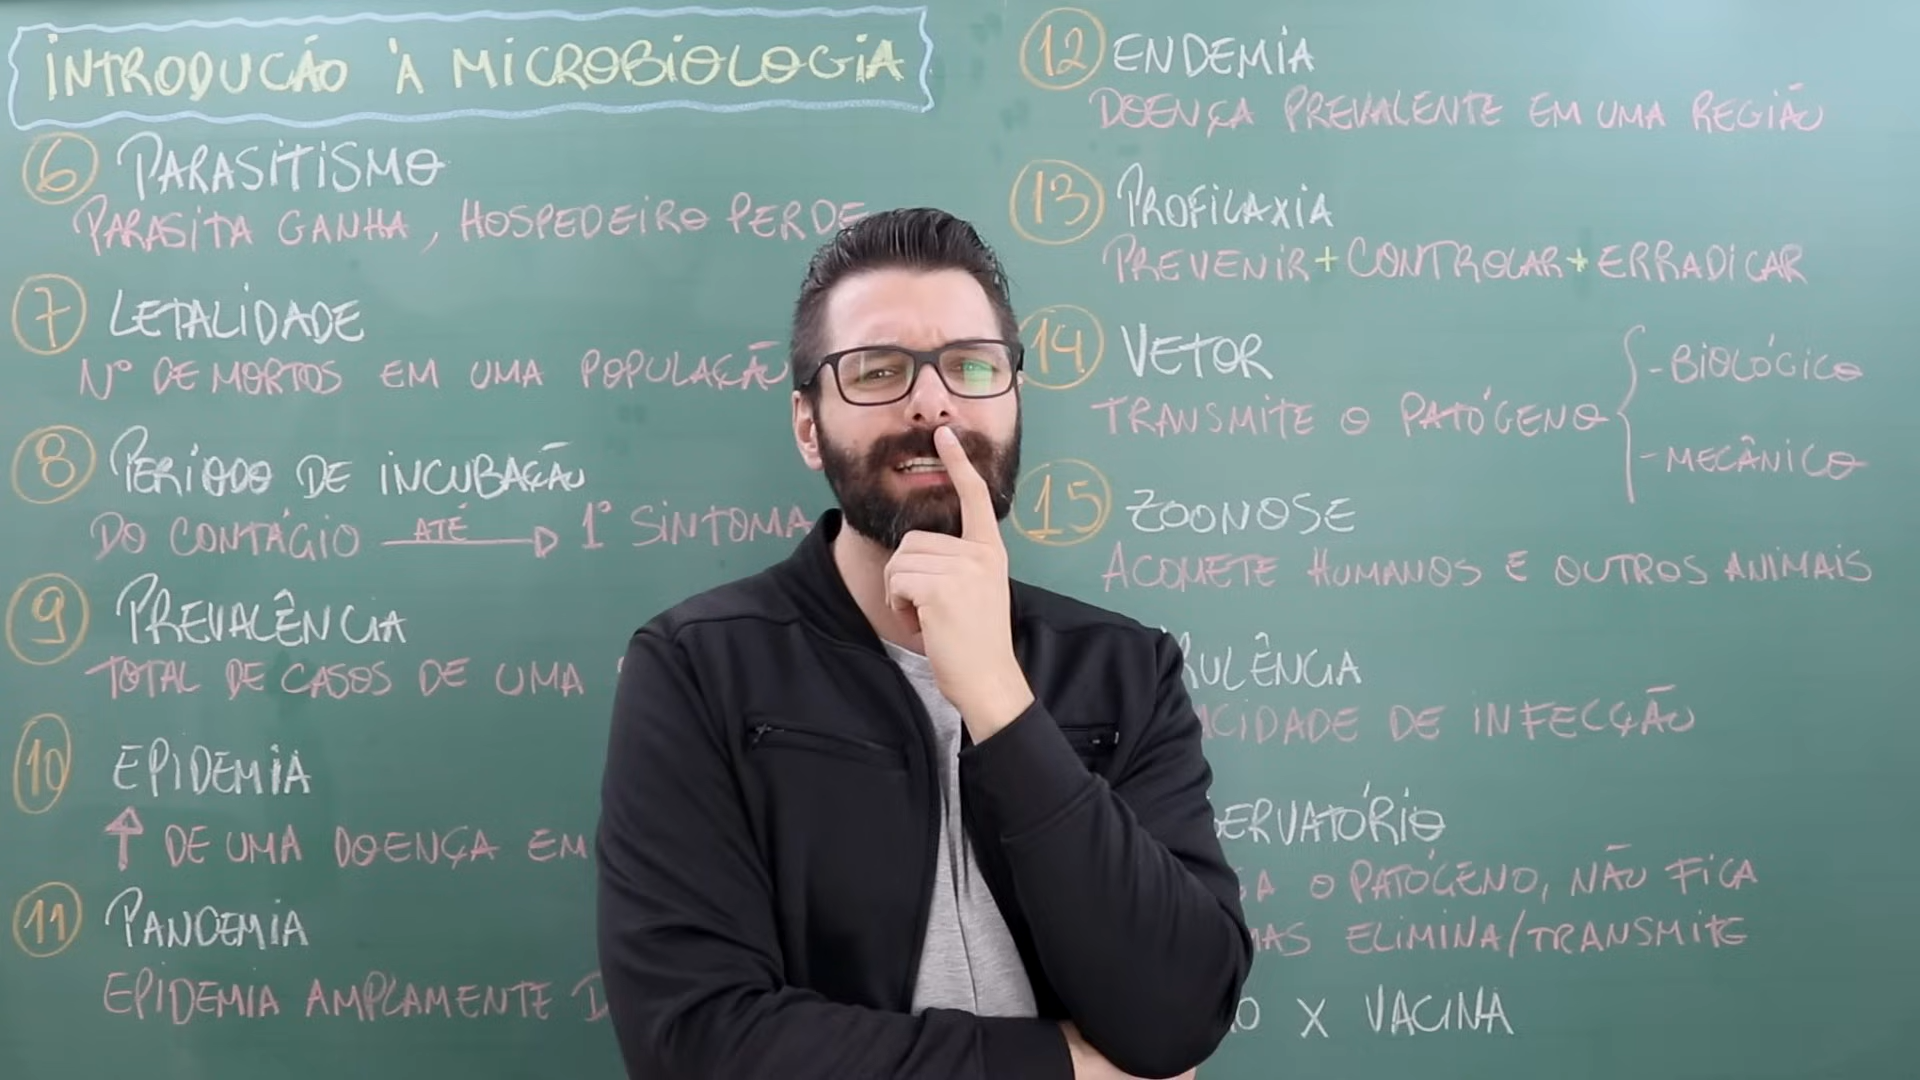 INTRODUCÃO À MICROBIOLOGIA
6 PARASITISMO
PARASITA GANHA, HOSPEDEIRO PERDE
7 LETALIDADE
Nº DE MORTOS EM UMA POPULAÇÃO
8 PERÍODO DE INCUBAÇÃO
DO CONTÁGIO ATÉ 1º SINTOMA
9 PREVALÊNCIA
TOTAL DE CASOS DE UMA
10 EPIDEMIA
↑ DE UMA DOENÇA EM
11 PANDEMIA
EPIDEMIA AMPLAMENTE
12 ENDEMIA
DOENÇA PREVALENTE EM UMA REGIÃO
13 PROFILAXIA
PREVENIR + CONTROLAR + ERRADICAR
14 VETOR
TRANSMITE O PATÓGENO
- BIOLÓGICO
- MECÂNICO
15 ZOONOSE
ACOMETE HUMANOS E OUTROS ANIMAIS
RULÊNCIA
ACIDADE DE INFECÇÃO
SERVATÓRIO
A O PATÓGENO, NÃO FICA
MAS ELIMINA/TRANSMITE
O X VACINA